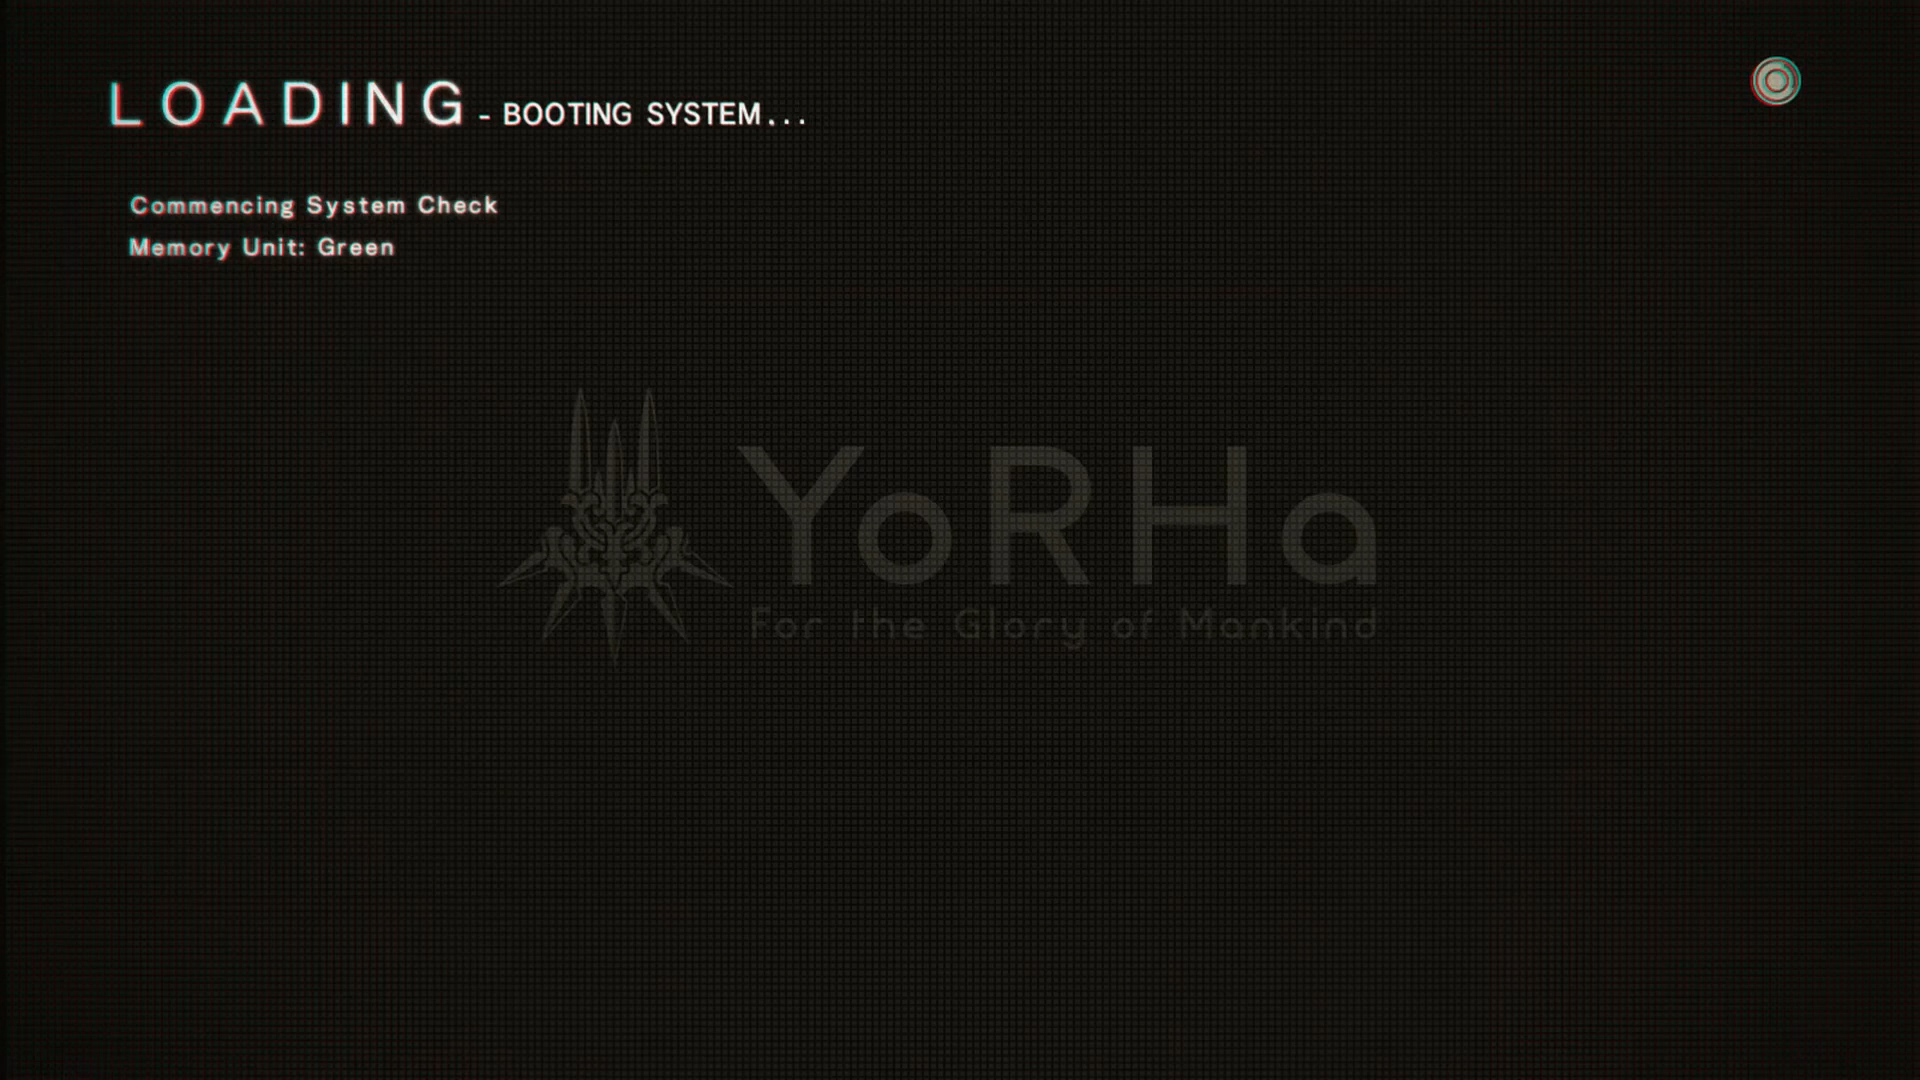 LOADING - BOOTING SYSTEM...
Commencing System Check
Memory Unit: Green
YoRHa
For the Glory of Mankind